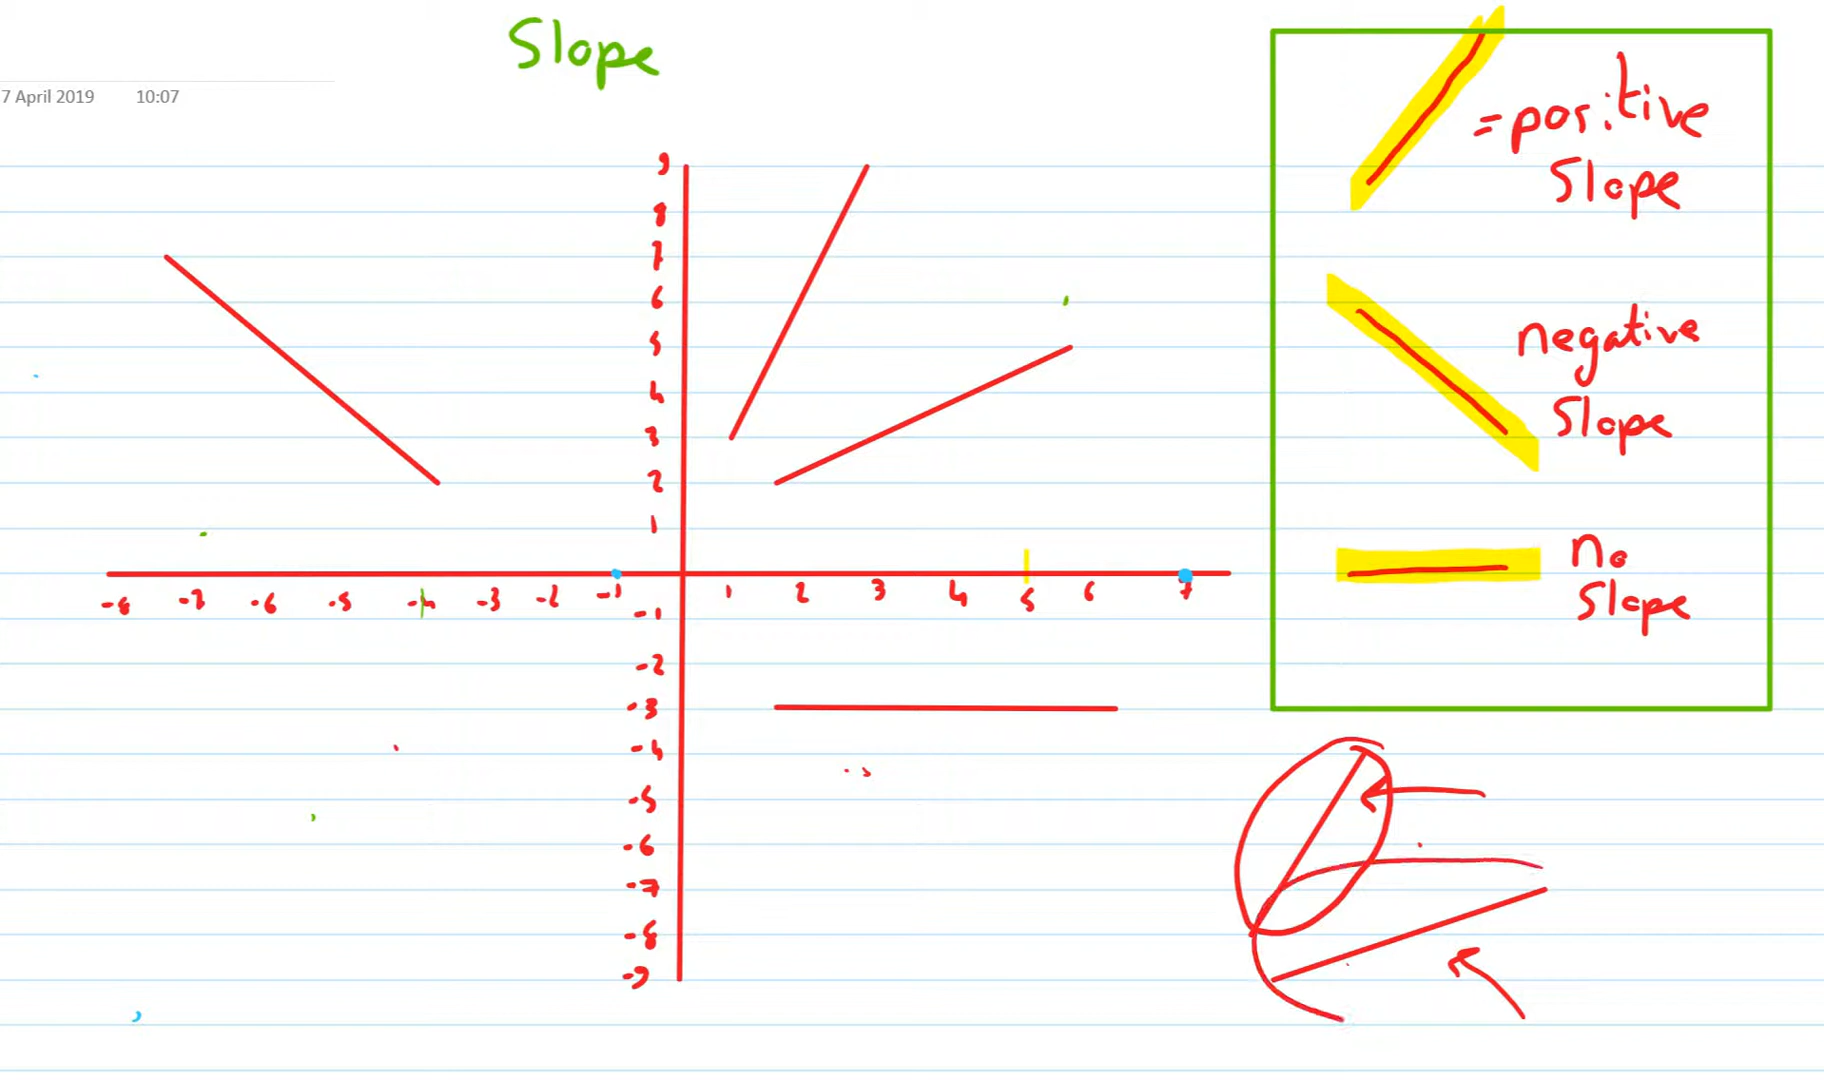 Slope
7 April 2019 10:07
= positive
Slope
negative
Slope
no
Slope
9
8
7
6
5
4
3
2
1
-8 -7 -6 -5 -4 -3 -2 -1 1 2 3 4 5 6 7
-1
-2
-3
-4
-5
-6
-7
-8
-9